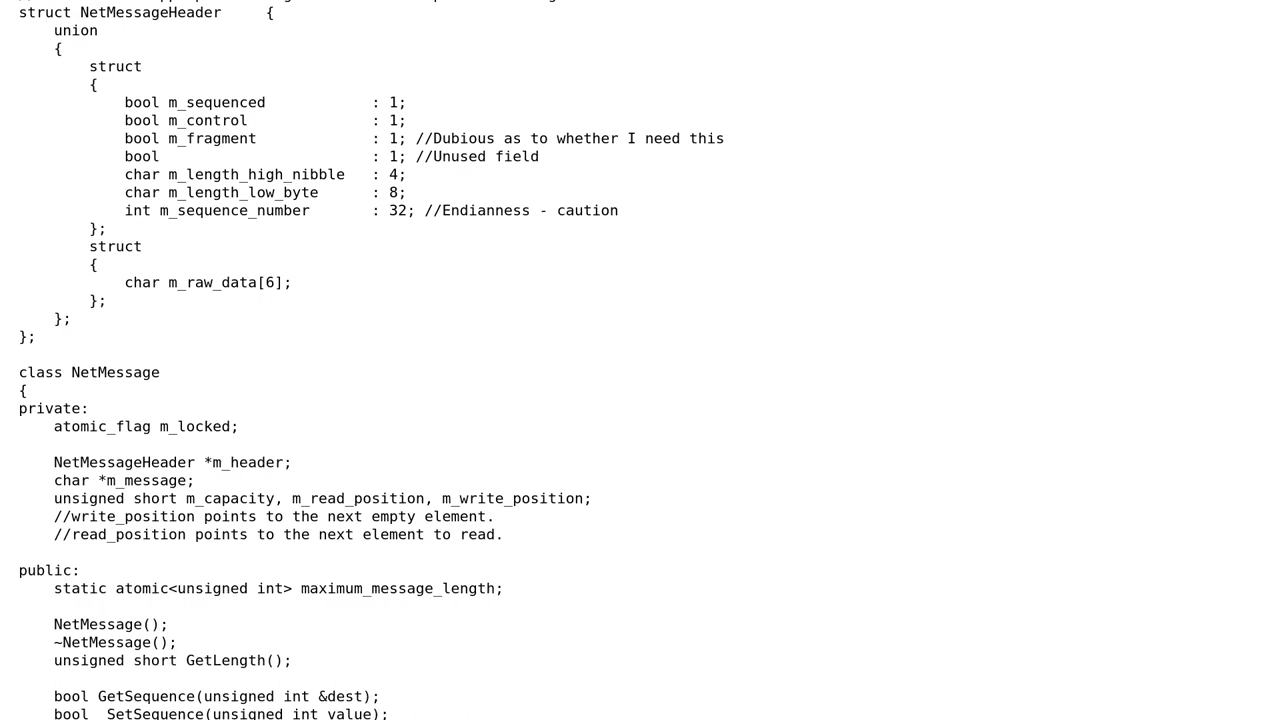 struct NetMessageHeader     {
    union
    {
        struct
        {
            bool m_sequenced            : 1;
            bool m_control              : 1;
            bool m_fragment             : 1; //Dubious as to whether I need this
            bool                        : 1; //Unused field
            char m_length_high_nibble   : 4;
            char m_length_low_byte      : 8;
            int m_sequence_number       : 32; //Endianness - caution
        };
        struct
        {
            char m_raw_data[6];
        };
    };
};

class NetMessage
{
private:
    atomic_flag m_locked;

    NetMessageHeader *m_header;
    char *m_message;
    unsigned short m_capacity, m_read_position, m_write_position;
    //write_position points to the next empty element.
    //read_position points to the next element to read.

public:
    static atomic<unsigned int> maximum_message_length;

    NetMessage();
    ~NetMessage();
    unsigned short GetLength();

    bool GetSequence(unsigned int &dest);
    bool  SetSequence(unsigned int value);